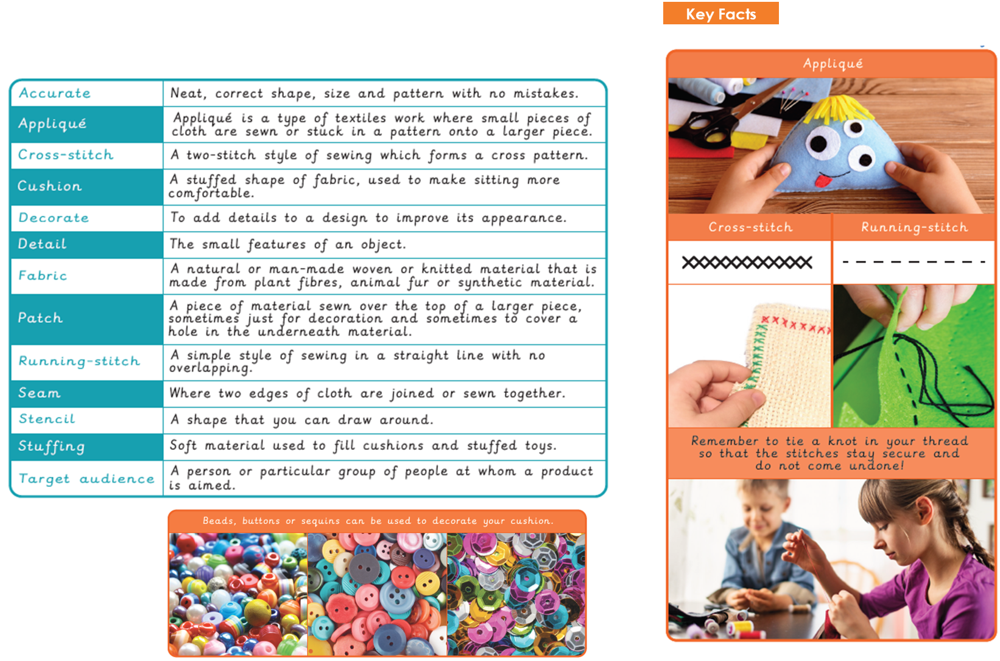 Key Facts
Accurate
Neat, correct shape, size and pattern with no mistakes.
Appliqué
Appliqué is a type of textiles work where small pieces of
cloth are sewn or stuck in a pattern onto a larger piece.
Cross-stitch
A two-stitch style of sewing which forms a cross pattern.
Cushion
A stuffed shape of fabric, used to make sitting more
comfortable.
Decorate
To add details to a design to improve its appearance.
Detail
The small features of an object.
Fabric
A natural or man-made woven or knitted material that is
made from plant fibres, animal fur or synthetic material.
Patch
A piece of material sewn over the top of a larger piece,
sometimes just for decoration and sometimes to cover a
hole in the underneath material.
Running-stitch
A simple style of sewing in a straight line with no
overlapping.
Seam
Where two edges of cloth are joined or sewn together.
Stencil
A shape that you can draw around.
Stuffing
Soft material used to fill cushions and stuffed toys.
Target audience
A person or particular group of people at whom a product
is aimed.
Beads, buttons or sequins can be used to decorate your cushion.
Appliqué
Cross-stitch
Running-stitch
Remember to tie a knot in your thread
so that the stitches stay secure and
do not come undone!